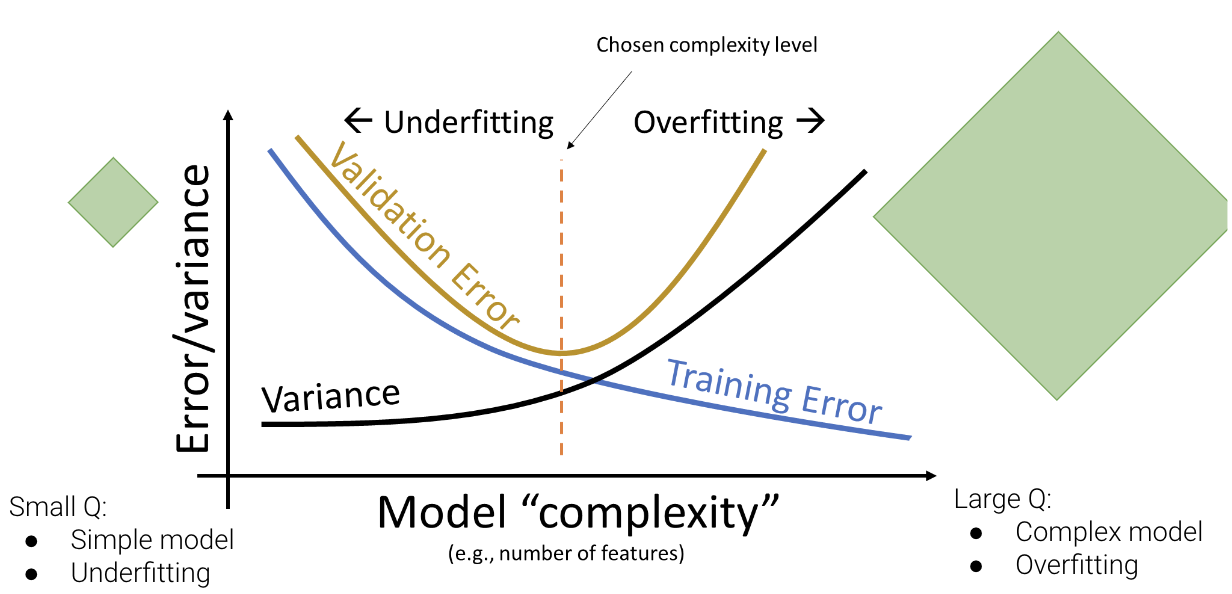 Chosen complexity level
← Underfitting
Overfitting →
Validation Error
Error/variance
Variance
Training Error
Small Q:
● Simple model
● Underfitting
Model “complexity”
(e.g., number of features)
Large Q:
● Complex model
● Overfitting